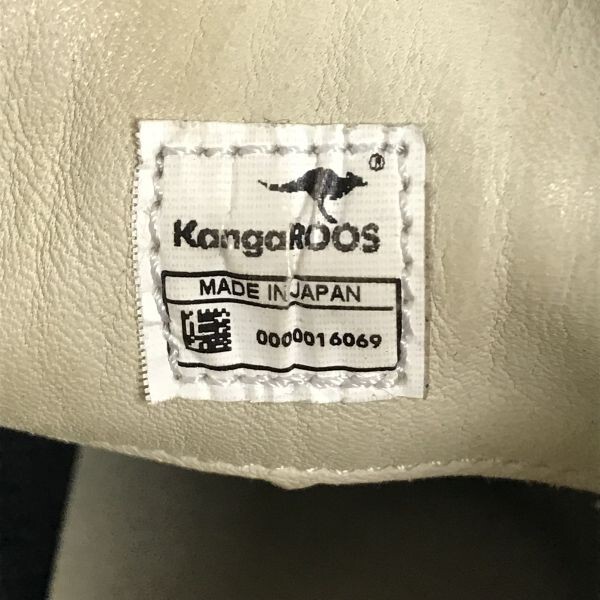 ®
KangaROOS
MADE IN JAPAN
0000016069